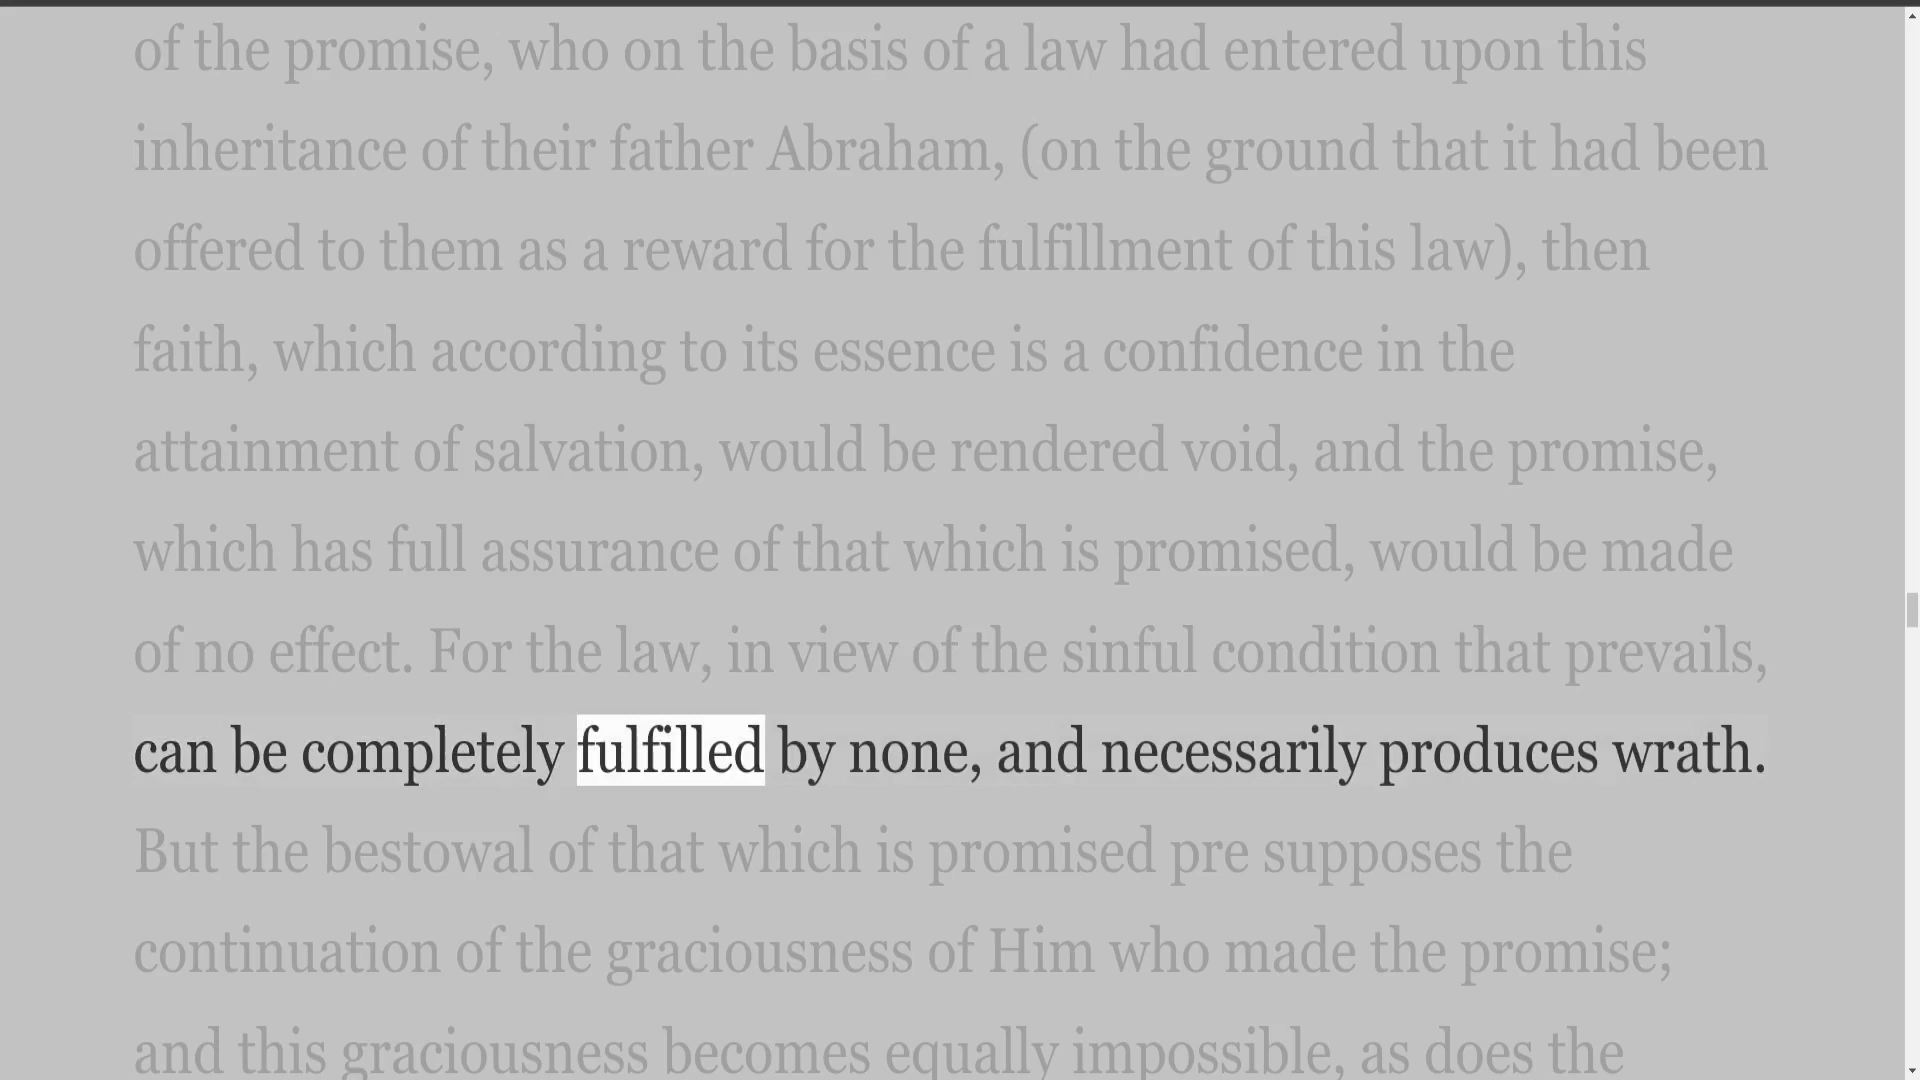 of the promise, who on the basis of a law had entered upon this
inheritance of their father Abraham, (on the ground that it had been
offered to them as a reward for the fulfillment of this law), then
faith, which according to its essence is a confidence in the
attainment of salvation, would be rendered void, and the promise,
which has full assurance of that which is promised, would be made
of no effect. For the law, in view of the sinful condition that prevails,
can be completely fulfilled by none, and necessarily produces wrath.
But the bestowal of that which is promised pre supposes the
continuation of the graciousness of Him who made the promise;
and this graciousness becomes equally impossible, as does the